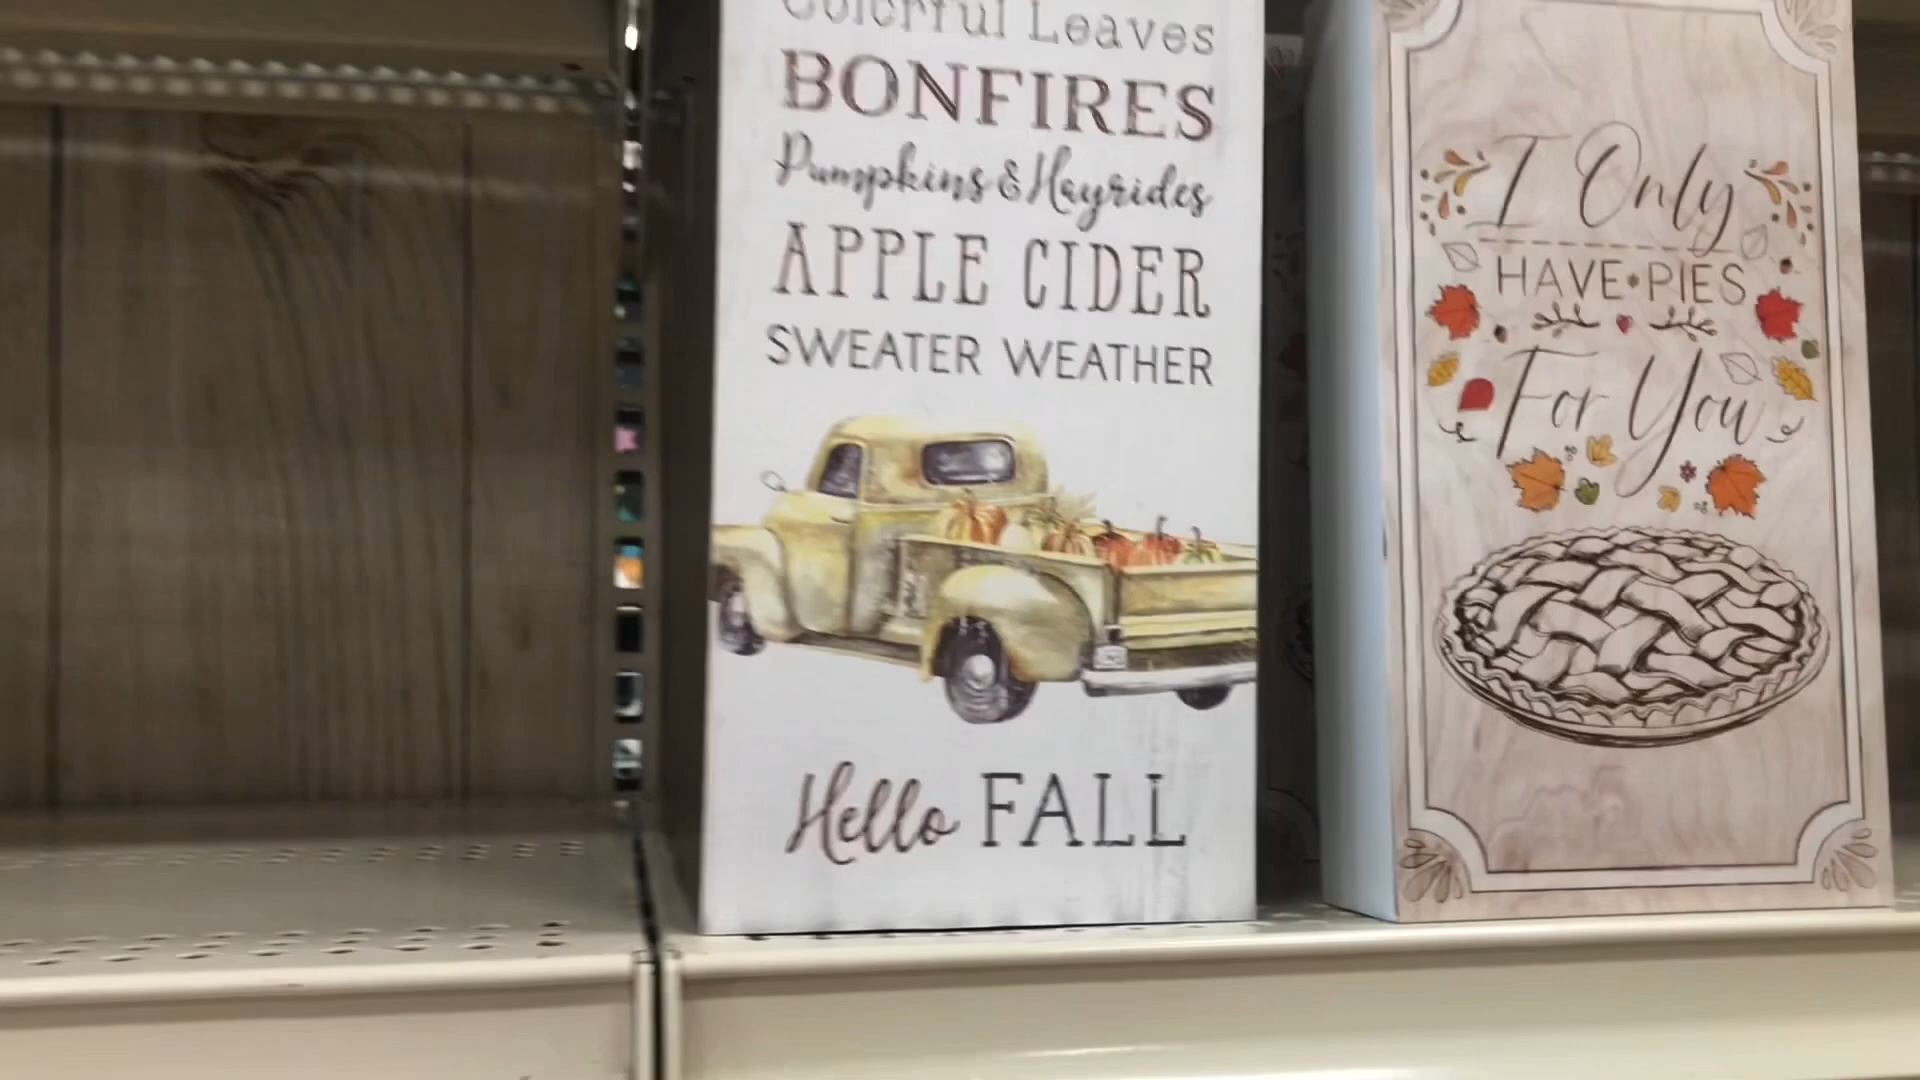 Colorful Leaves
BONFIRES
Pumpkins & Hayrides
APPLE CIDER
SWEATER WEATHER
Hello FALL
I Only
HAVE•PIES
For You